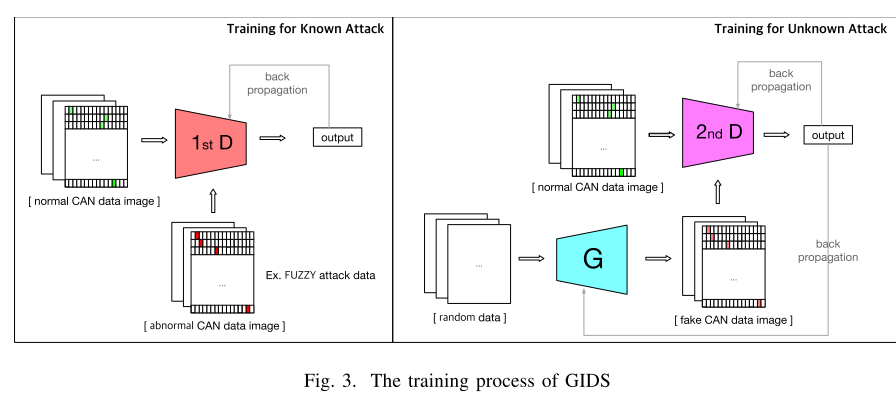 Training for Known Attack
back
propagation
1st D
output
...
[ normal CAN data image ]
...
Ex. FUZZY attack data
[ abnormal CAN data image ]
Training for Unknown Attack
back
propagation
2nd D
output
...
[ normal CAN data image ]
...
G
...
back
propagation
[ random data ]
[ fake CAN data image ]
Fig. 3. The training process of GIDS